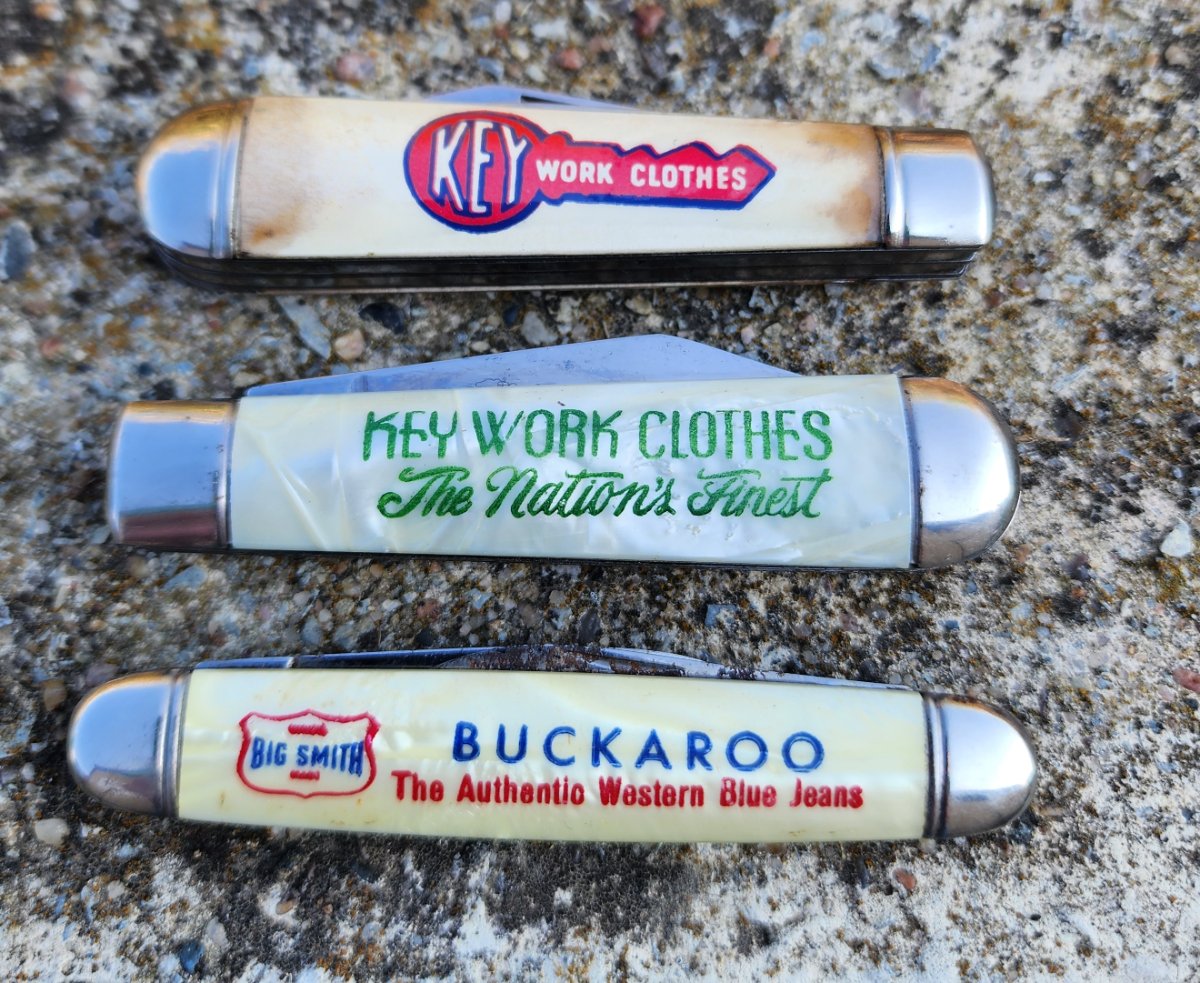 KEY WORK CLOTHES
KEY WORK CLOTHES
The Nation's Finest
BIG SMITH
BUCKAROO
The Authentic Western Blue Jeans